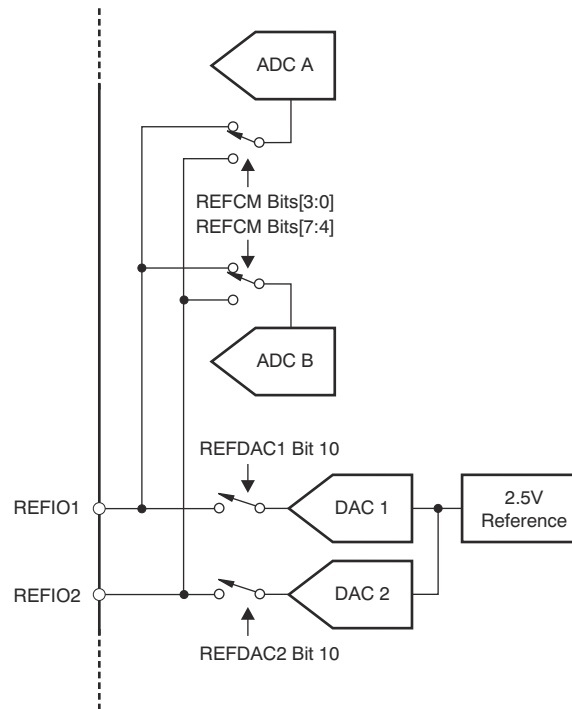 ADC A
REFCM Bits[3:0]
REFCM Bits[7:4]
ADC B
REFDAC1 Bit 10
REFIO1
DAC 1
2.5V
Reference
REFIO2
DAC 2
REFDAC2 Bit 10